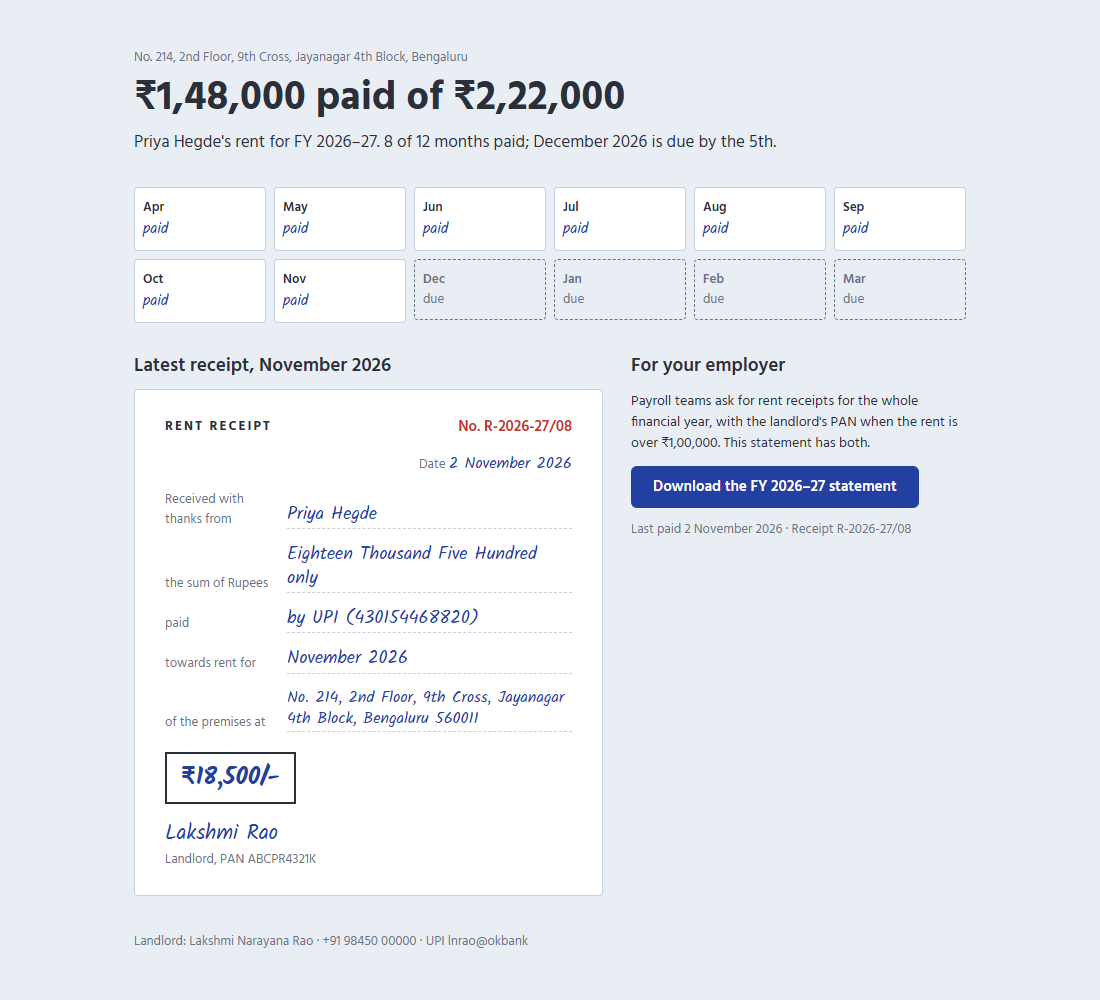 No. 214, 2nd Floor, 9th Cross, Jayanagar 4th Block, Bengaluru
₹1,48,000 paid of ₹2,22,000
Priya Hegde's rent for FY 2026–27. 8 of 12 months paid; December 2026 is due by the 5th.
Apr
paid
May
paid
Jun
paid
Jul
paid
Aug
paid
Sep
paid
Oct
paid
Nov
paid
Dec
due
Jan
due
Feb
due
Mar
due
Latest receipt, November 2026
RENT RECEIPT
No. R-2026-27/08
Date 2 November 2026
Received with
thanks from
Priya Hegde
the sum of Rupees
Eighteen Thousand Five Hundred
only
paid
by UPI (430154468820)
towards rent for
November 2026
of the premises at
No. 214, 2nd Floor, 9th Cross, Jayanagar
4th Block, Bengaluru 560011
₹18,500/-
Lakshmi Rao
Landlord, PAN ABCPR4321K
For your employer
Payroll teams ask for rent receipts for the whole
financial year, with the landlord's PAN when the rent is
over ₹1,00,000. This statement has both.
Download the FY 2026–27 statement
Last paid 2 November 2026 · Receipt R-2026-27/08
Landlord: Lakshmi Narayana Rao · +91 98450 00000 · UPI lnrao@okbank